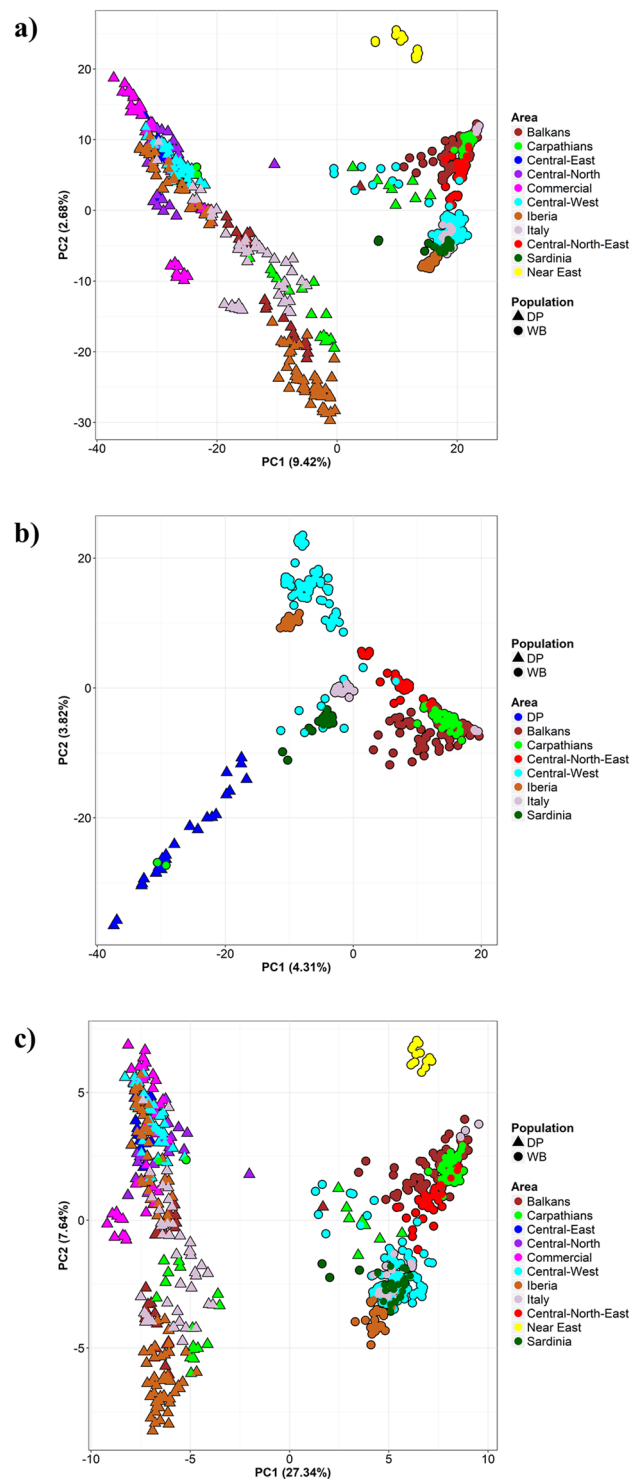 a)
20
10
0
-10
-20
-30
PC2 (2.68%)
-40
-20
0
20
PC1 (9.42%)
Area
Balkans
Carpathians
Central-East
Central-North
Commercial
Central-West
Iberia
Italy
Central-North-East
Sardinia
Near East
Population
DP
WB
b)
20
0
-20
PC2 (3.82%)
-40
-20
0
20
PC1 (4.31%)
Population
DP
WB
Area
DP
Balkans
Carpathians
Central-North-East
Central-West
Iberia
Italy
Sardinia
c)
5
0
-5
PC2 (7.64%)
-10
-5
0
5
10
PC1 (27.34%)
Population
DP
WB
Area
Balkans
Carpathians
Central-East
Central-North
Commercial
Central-West
Iberia
Italy
Central-North-East
Near East
Sardinia